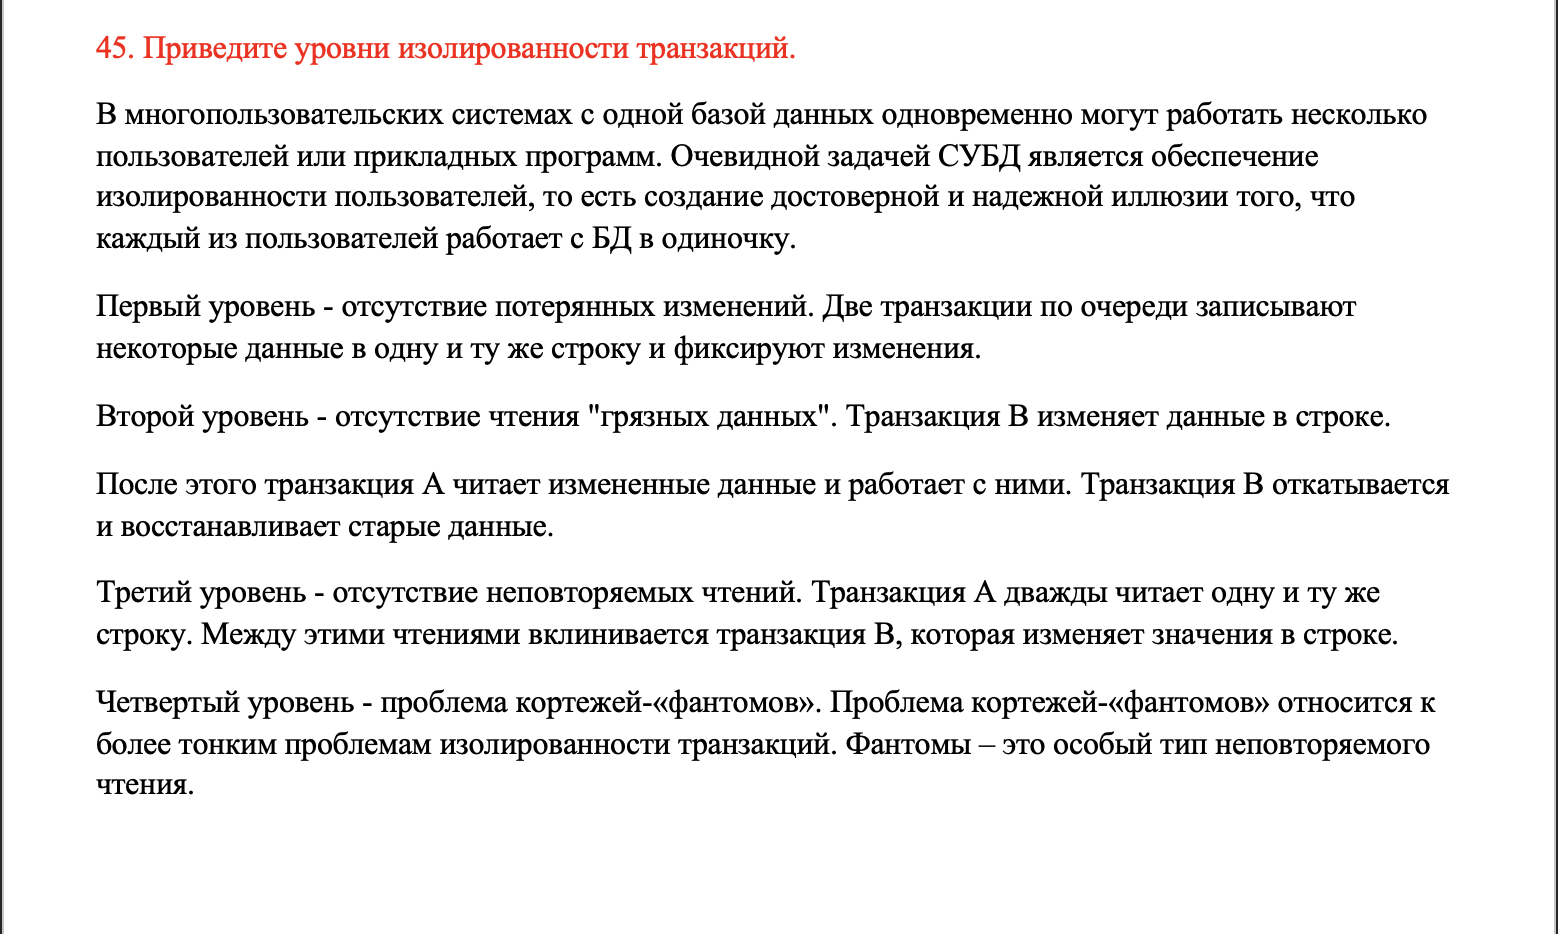 45. Приведите уровни изолированности транзакций.
В многопользовательских системах с одной базой данных одновременно могут работать несколько
пользователей или прикладных программ. Очевидной задачей СУБД является обеспечение
изолированности пользователей, то есть создание достоверной и надежной иллюзии того, что
каждый из пользователей работает с БД в одиночку.
Первый уровень - отсутствие потерянных изменений. Две транзакции по очереди записывают
некоторые данные в одну и ту же строку и фиксируют изменения.
Второй уровень - отсутствие чтения "грязных данных". Транзакция В изменяет данные в строке.
После этого транзакция А читает измененные данные и работает с ними. Транзакция В откатывается
и восстанавливает старые данные.
Третий уровень - отсутствие неповторяемых чтений. Транзакция А дважды читает одну и ту же
строку. Между этими чтениями вклинивается транзакция В, которая изменяет значения в строке.
Четвертый уровень - проблема кортежей-«фантомов». Проблема кортежей-«фантомов» относится к
более тонким проблемам изолированности транзакций. Фантомы – это особый тип неповторяемого
чтения.